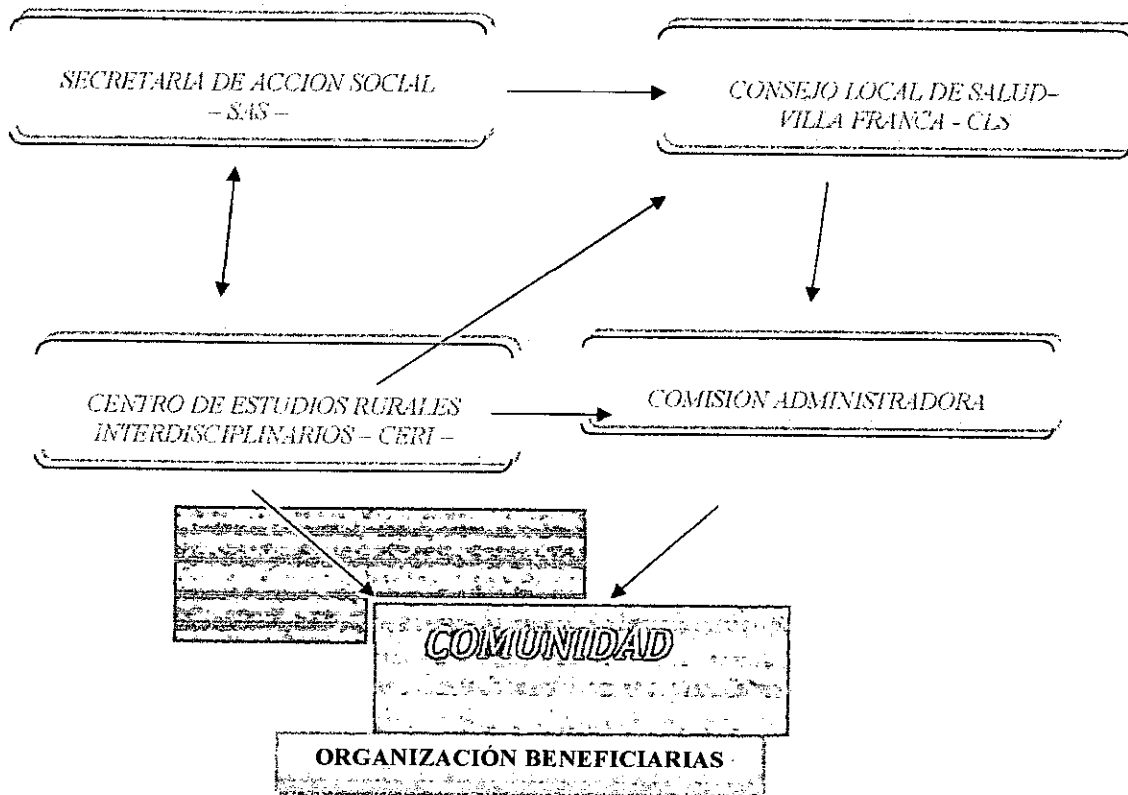 SECRETARIA DE ACCION SOCIAL
– SAS –
CONSEJO LOCAL DE SALUD–
VILLA FRANCA - CLS
CENTRO DE ESTUDIOS RURALES
INTERDISCIPLINARIOS – CERI –
COMISION ADMINISTRADORA
COMUNIDAD
ORGANIZACIÓN BENEFICIARIAS